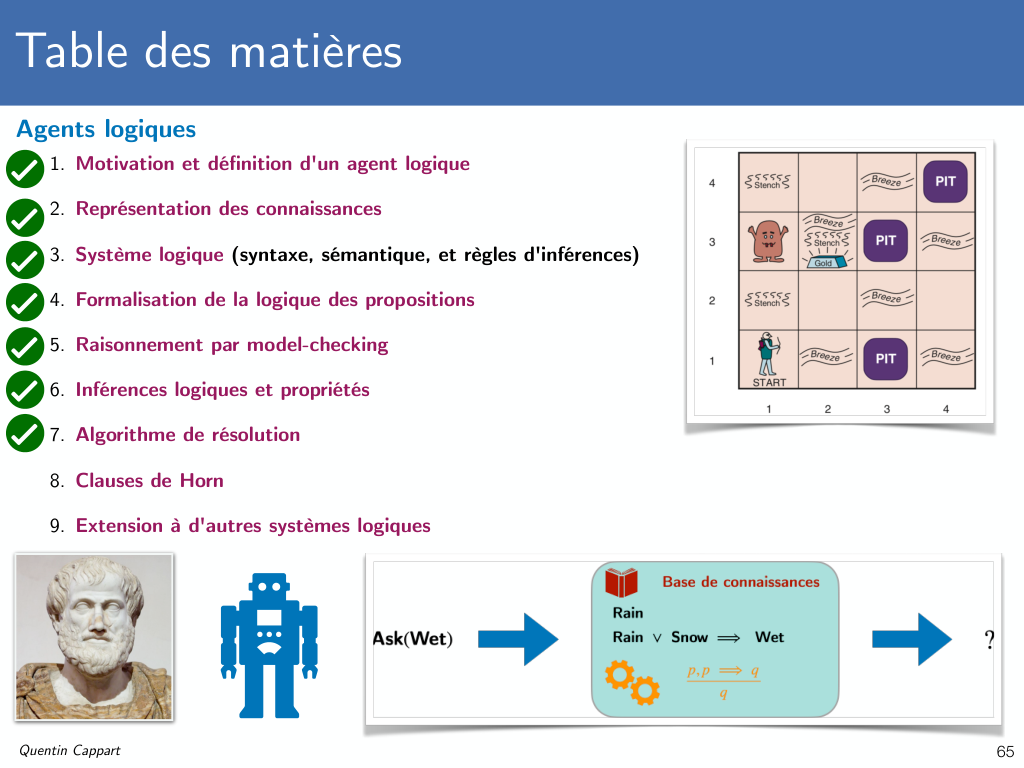 Table des matières
Agents logiques
1. Motivation et définition d'un agent logique
2. Représentation des connaissances
3. Système logique (syntaxe, sémantique, et règles d'inférences)
4. Formalisation de la logique des propositions
5. Raisonnement par model-checking
6. Inférences logiques et propriétés
7. Algorithme de résolution
8. Clauses de Horn
9. Extension à d'autres systèmes logiques
4 Stench Breeze PIT
Breeze
3 Stench PIT Breeze
Gold
2 Stench Breeze
1 Breeze PIT Breeze
START
1 2 3 4
Base de connaissances
Rain
Ask(Wet) Rain ∨ Snow ⟹ Wet ?
p, p ⟹ q
q
Quentin Cappart
65